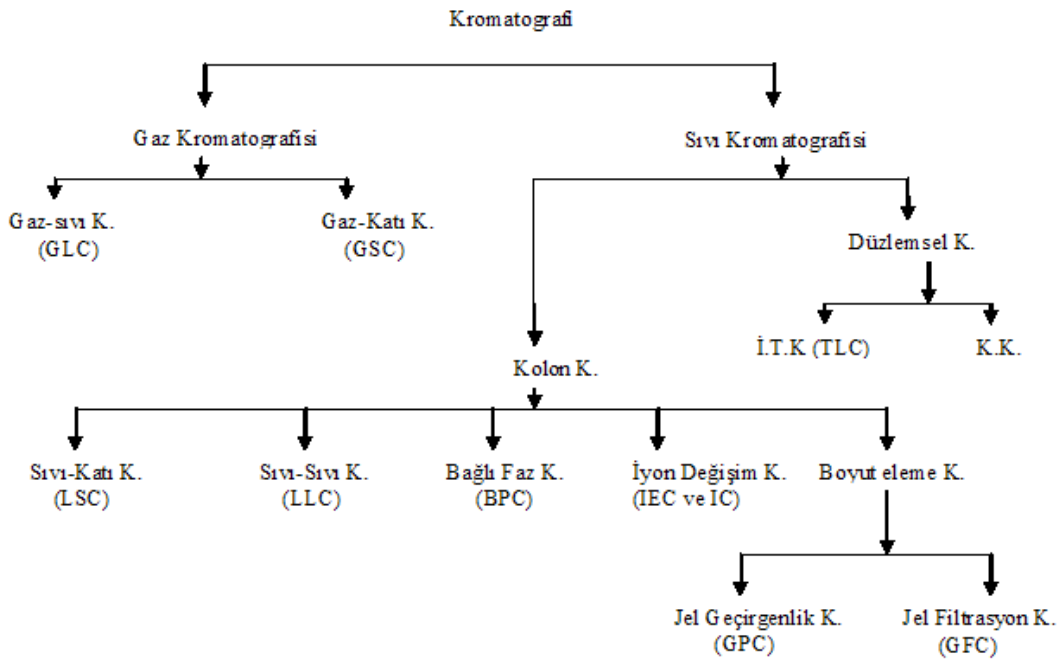 Kromatografi
Gaz Kromatografisi
Sıvı Kromatografisi
Gaz-sıvı K.
(GLC)
Gaz-Katı K.
(GSC)
Düzlemsel K.
İ.T.K (TLC)
K.K.
Kolon K.
Sıvı-Katı K.
(LSC)
Sıvı-Sıvı K.
(LLC)
Bağlı Faz K.
(BPC)
İyon Değişim K.
(IEC ve IC)
Boyut eleme K.
Jel Geçirgenlik K.
(GPC)
Jel Filtrasyon K.
(GFC)